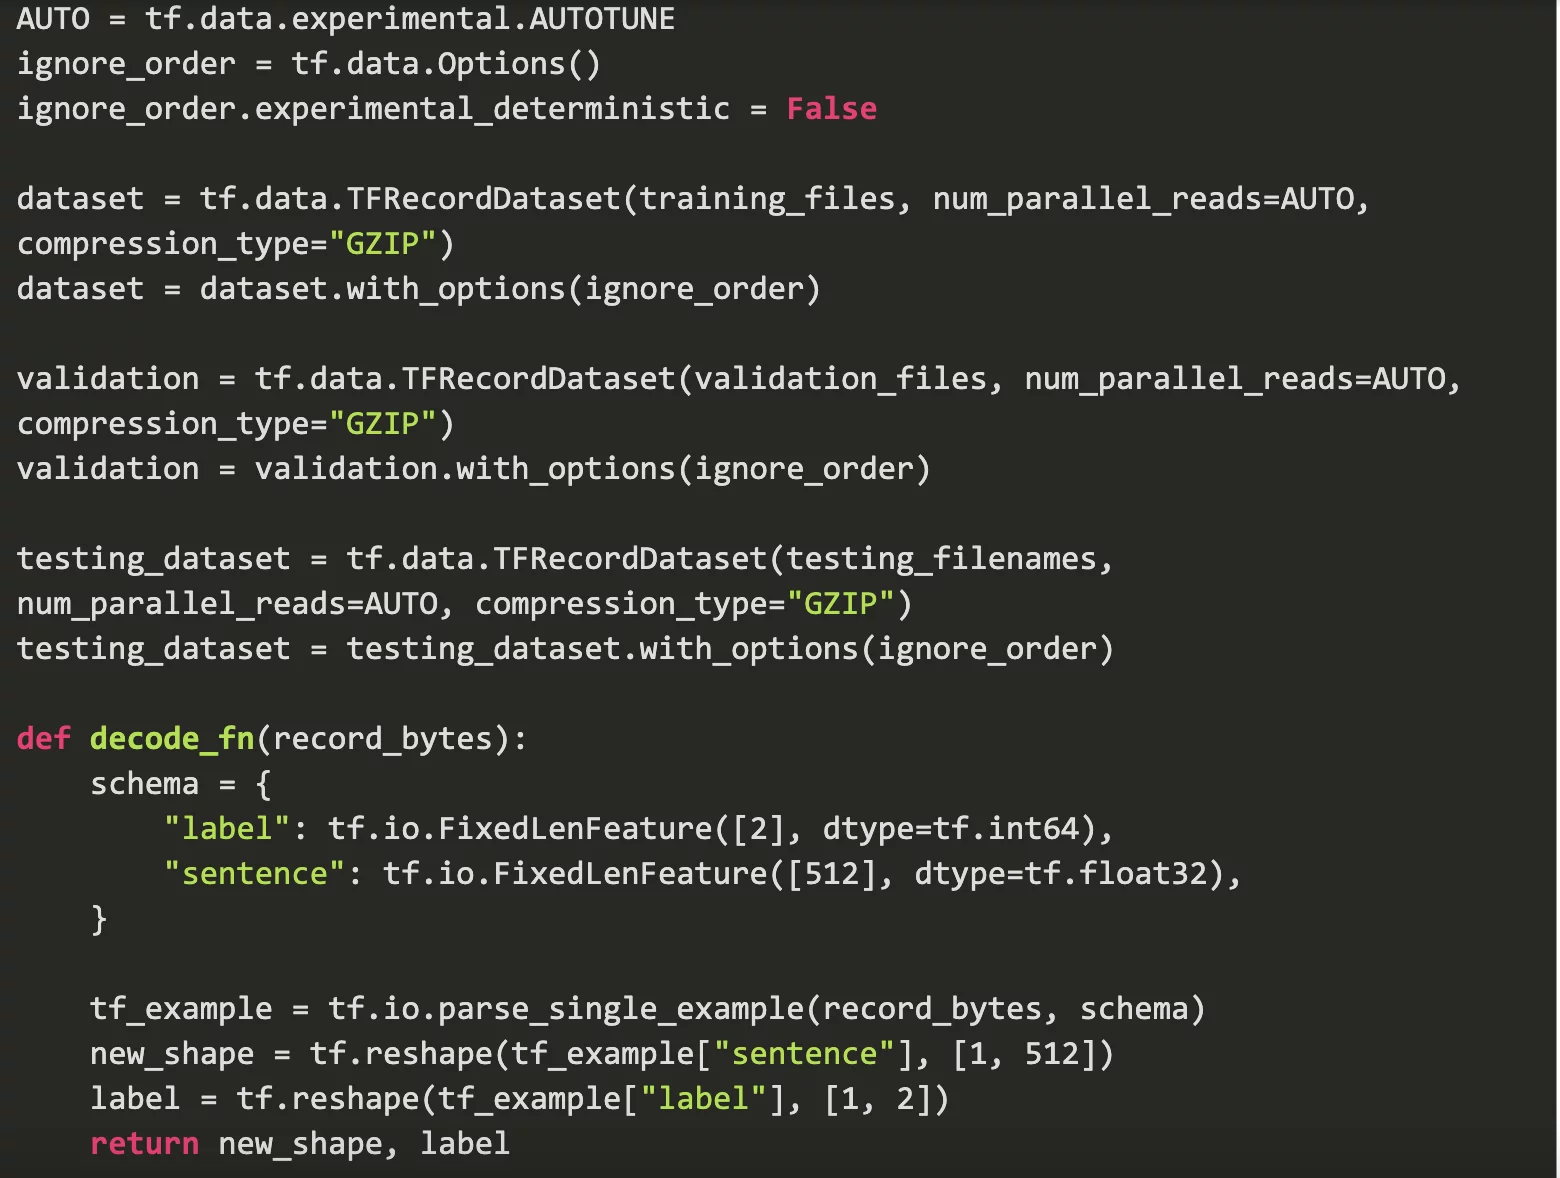 AUTO = tf.data.experimental.AUTOTUNE
ignore_order = tf.data.Options()
ignore_order.experimental_deterministic = False

dataset = tf.data.TFRecordDataset(training_files, num_parallel_reads=AUTO,
compression_type="GZIP")
dataset = dataset.with_options(ignore_order)

validation = tf.data.TFRecordDataset(validation_files, num_parallel_reads=AUTO,
compression_type="GZIP")
validation = validation.with_options(ignore_order)

testing_dataset = tf.data.TFRecordDataset(testing_filenames,
num_parallel_reads=AUTO, compression_type="GZIP")
testing_dataset = testing_dataset.with_options(ignore_order)

def decode_fn(record_bytes):
    schema = {
        "label": tf.io.FixedLenFeature([2], dtype=tf.int64),
        "sentence": tf.io.FixedLenFeature([512], dtype=tf.float32),
    }

    tf_example = tf.io.parse_single_example(record_bytes, schema)
    new_shape = tf.reshape(tf_example["sentence"], [1, 512])
    label = tf.reshape(tf_example["label"], [1, 2])
    return new_shape, label